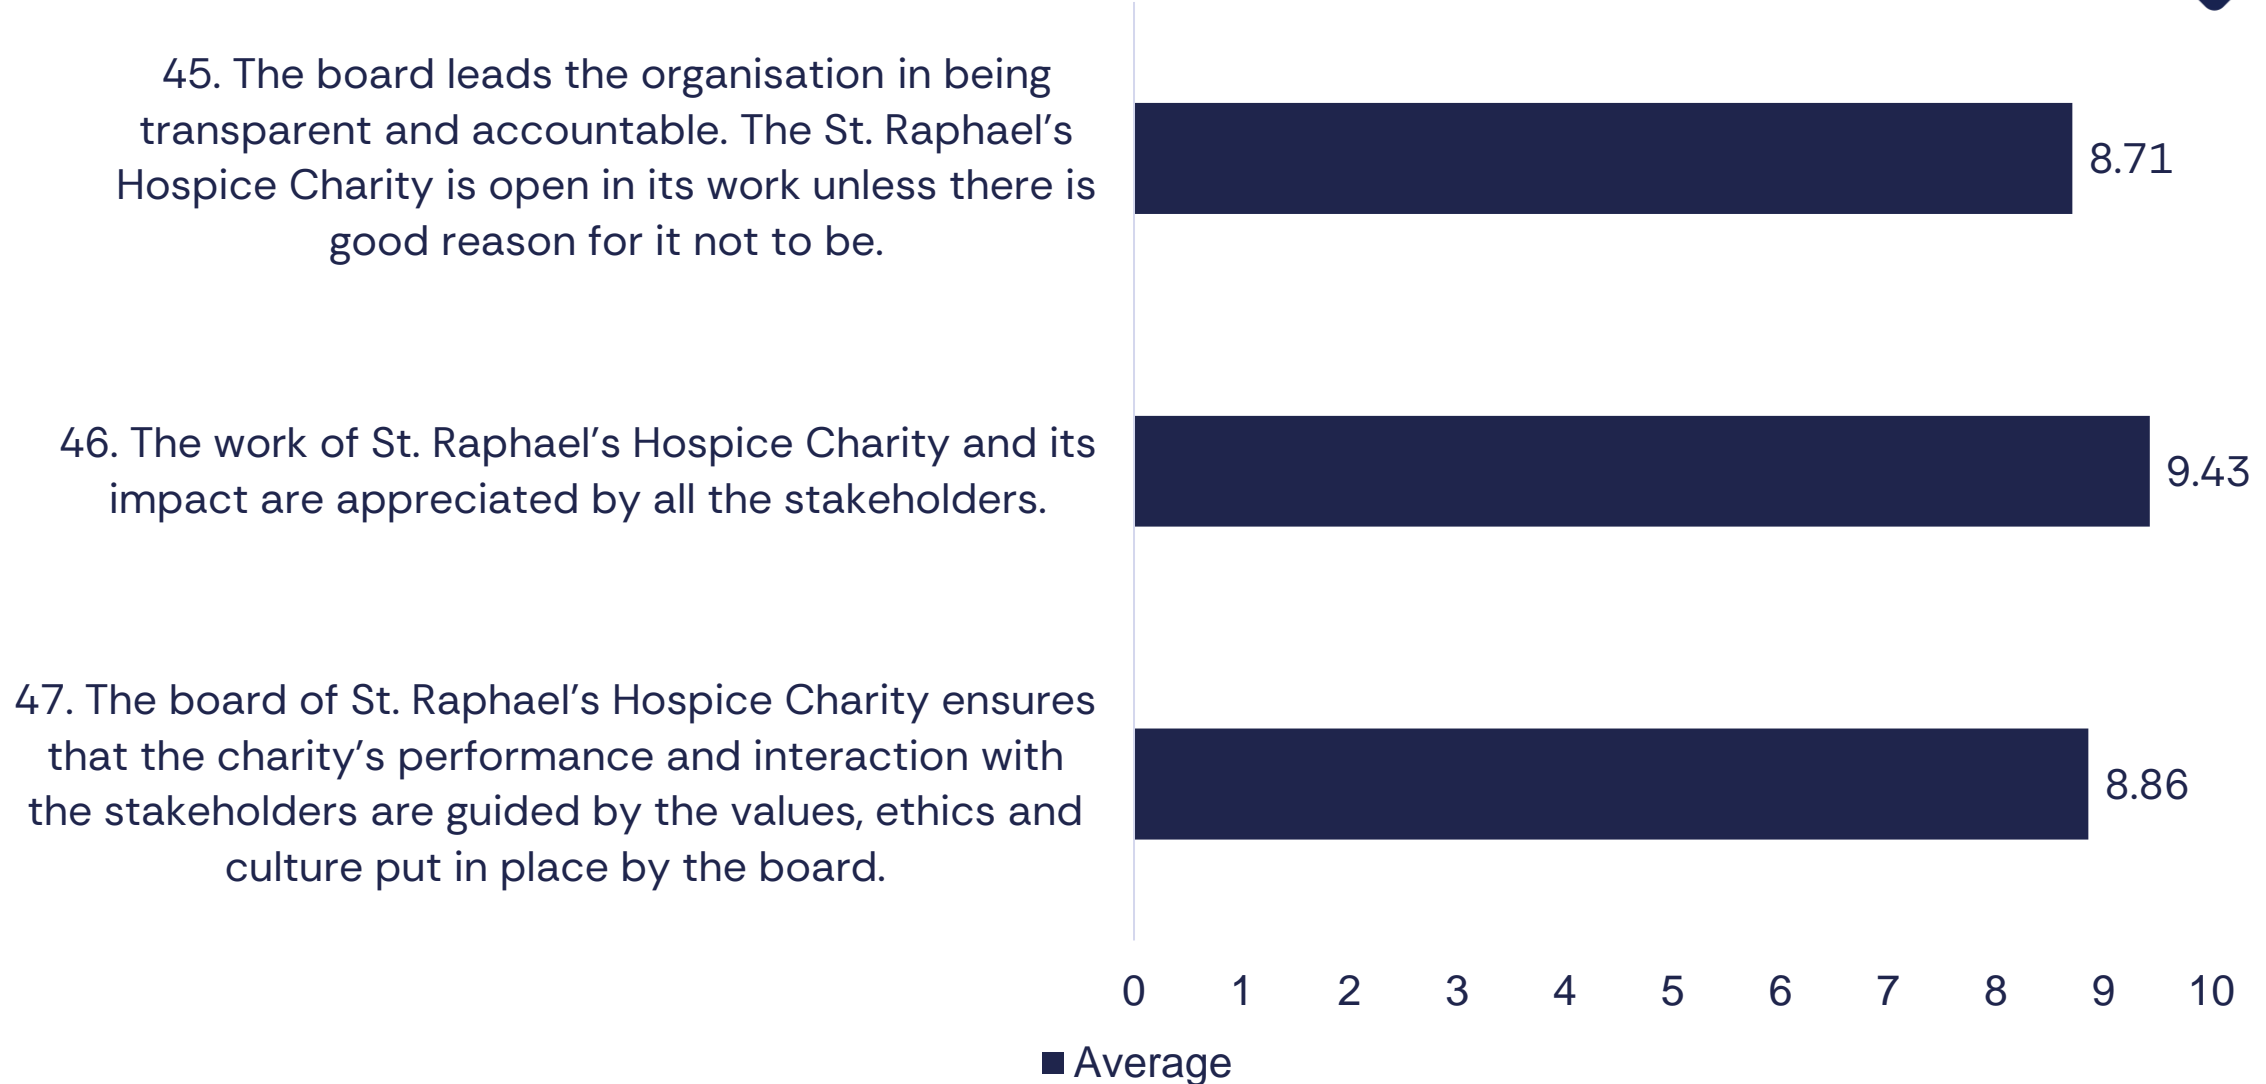 45. The board leads the organisation in being
transparent and accountable. The St. Raphael’s
Hospice Charity is open in its work unless there is
good reason for it not to be.
8.71
46. The work of St. Raphael’s Hospice Charity and its
impact are appreciated by all the stakeholders.
9.43
47. The board of St. Raphael’s Hospice Charity ensures
that the charity’s performance and interaction with
the stakeholders are guided by the values, ethics and
culture put in place by the board.
8.86
0 1 2 3 4 5 6 7 8 9 10
Average